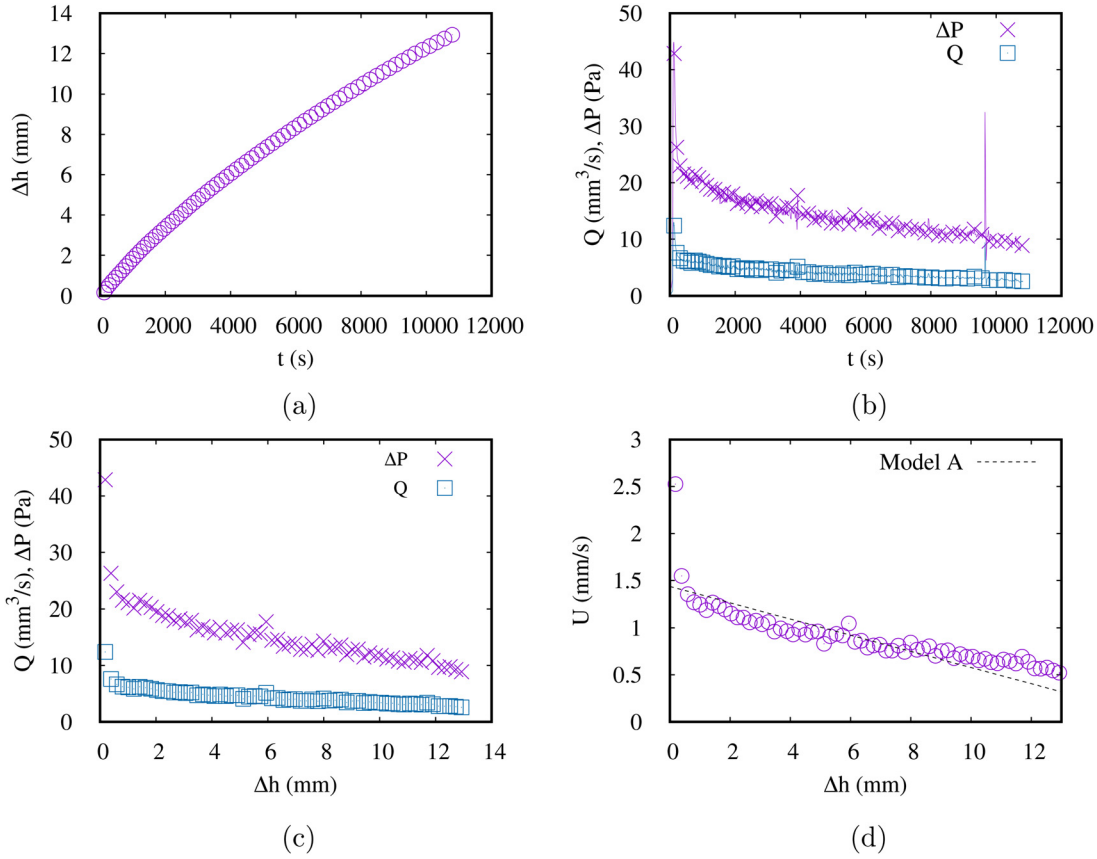 14
12
10
8
6
4
2
0
Δh (mm)
0 2000 4000 6000 8000 10000 12000
t (s)
(a)
50
40
30
20
10
0
Q (mm³/s), ΔP (Pa)
ΔP
Q
0 2000 4000 6000 8000 10000 12000
t (s)
(b)
50
40
30
20
10
0
Q (mm³/s), ΔP (Pa)
ΔP
Q
0 2 4 6 8 10 12 14
Δh (mm)
(c)
3
2.5
2
1.5
1
0.5
0
U (mm/s)
Model A
0 2 4 6 8 10 12
Δh (mm)
(d)